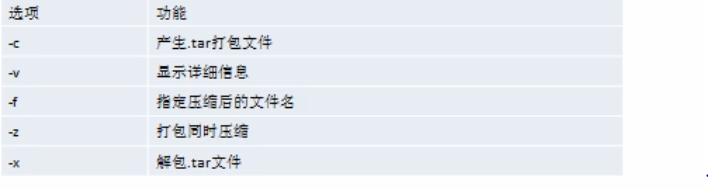 选项 功能
-c 产生.tar打包文件
-v 显示详细信息
-f 指定压缩后的文件名
-z 打包同时压缩
-x 解包.tar文件